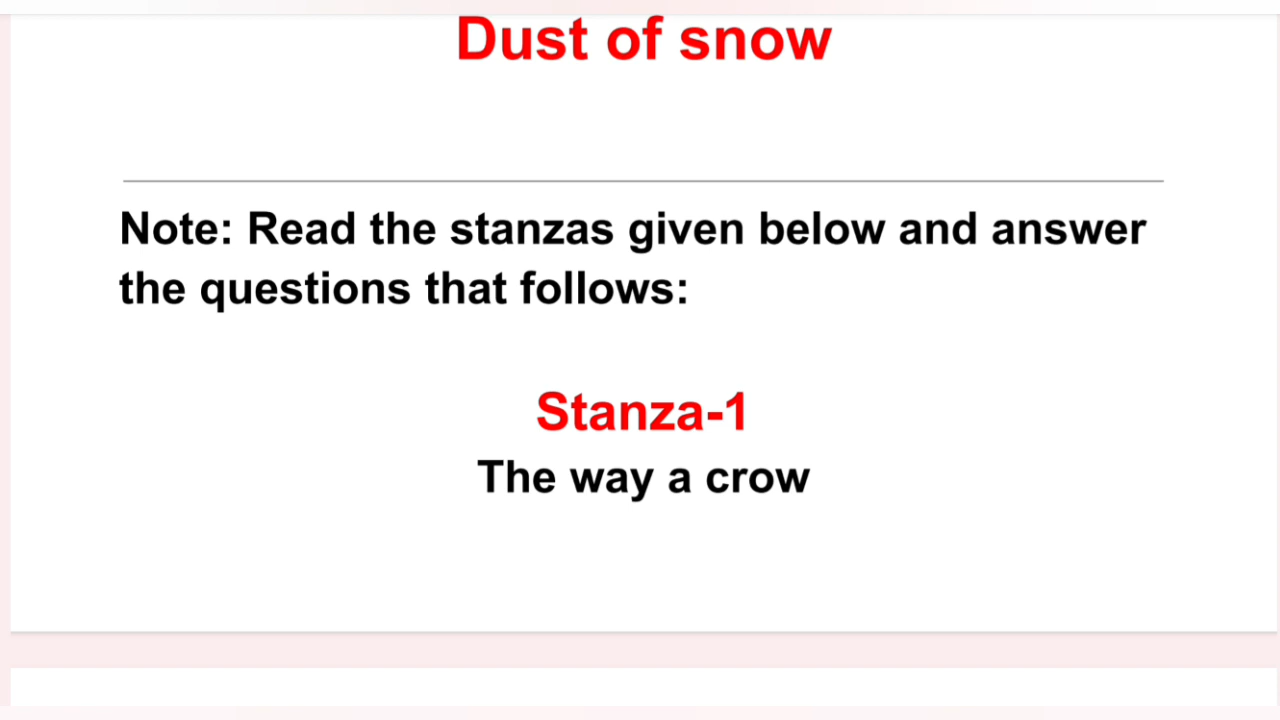 Dust of snow
Note: Read the stanzas given below and answer
the questions that follows:
Stanza-1
The way a crow